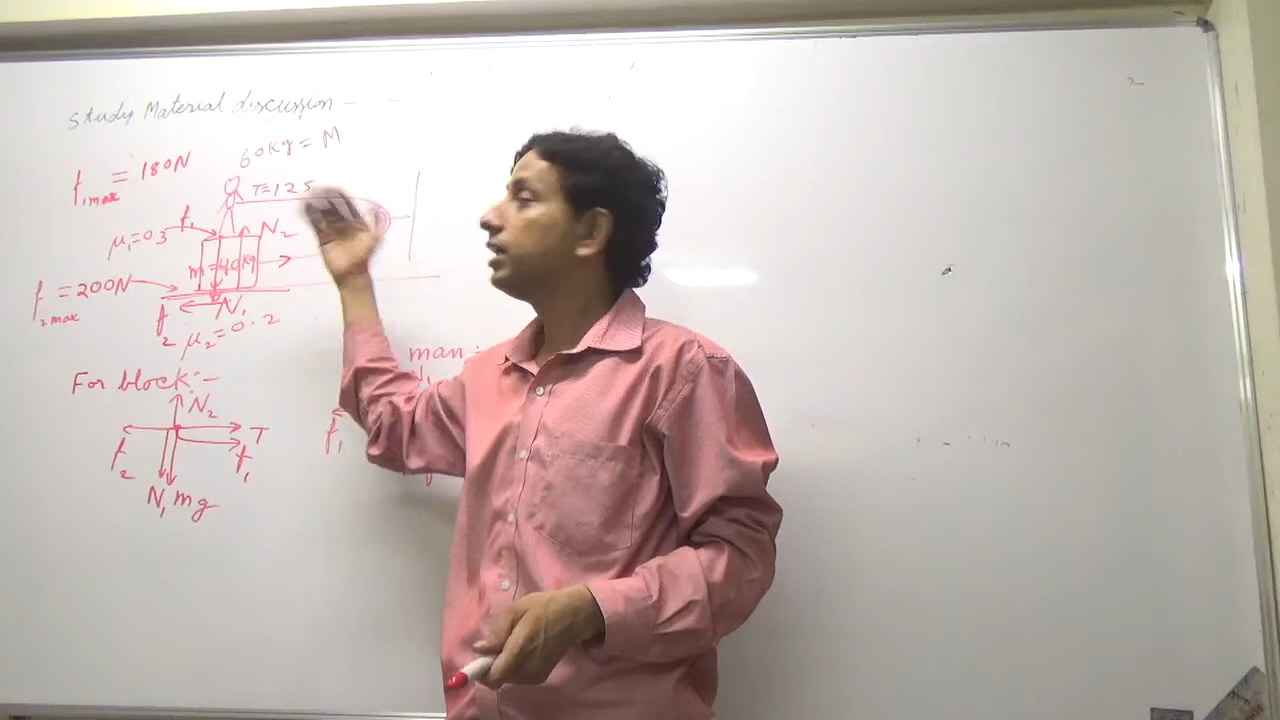 Study Material discussion -
60kg = M
f1max = 180N
T=125
f1
μ1=0.3
N2
m=40kg
f2max = 200N
N1
f2
μ2=0.2
man
For block:-
N2
f2
T
f1
N1 mg
f1